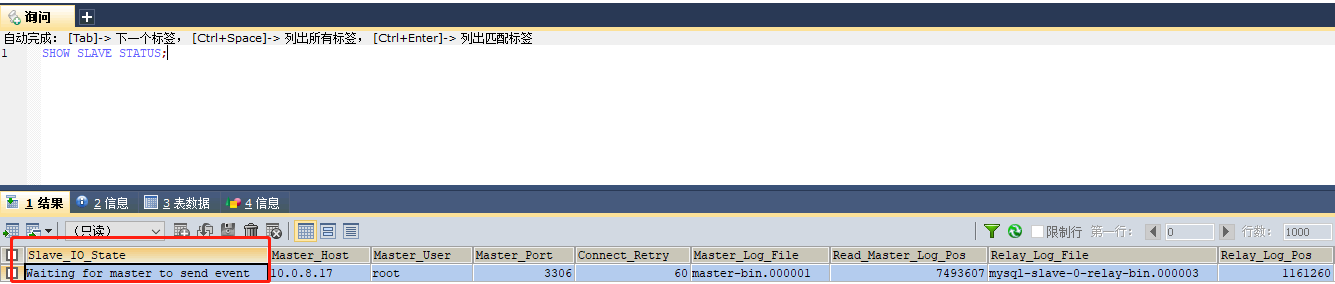 询问
自动完成: [Tab]-> 下一个标签, [Ctrl+Space]-> 列出所有标签, [Ctrl+Enter]-> 列出匹配标签
1 SHOW SLAVE STATUS;
1 结果 2 信息 3 表数据 4 信息
(只读) 限制行 第一行: 0 行数: 1000
Slave_IO_State Master_Host Master_User Master_Port Connect_Retry Master_Log_File Read_Master_Log_Pos Relay_Log_File Relay_Log_Pos
Waiting for master to send event 10.0.8.17 root 3306 60 master-bin.000001 7493607 mysql-slave-0-relay-bin.000003 1161260